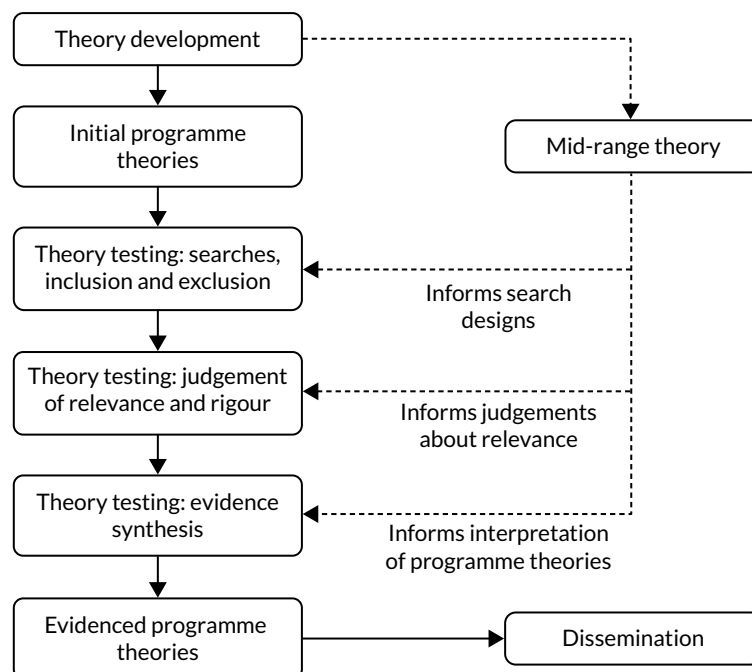 Theory development
Initial programme
theories
Mid-range theory
Theory testing: searches,
inclusion and exclusion
Informs search
designs
Theory testing: judgement
of relevance and rigour
Informs judgements
about relevance
Theory testing: evidence
synthesis
Informs interpretation
of programme theories
Evidenced programme
theories
Dissemination